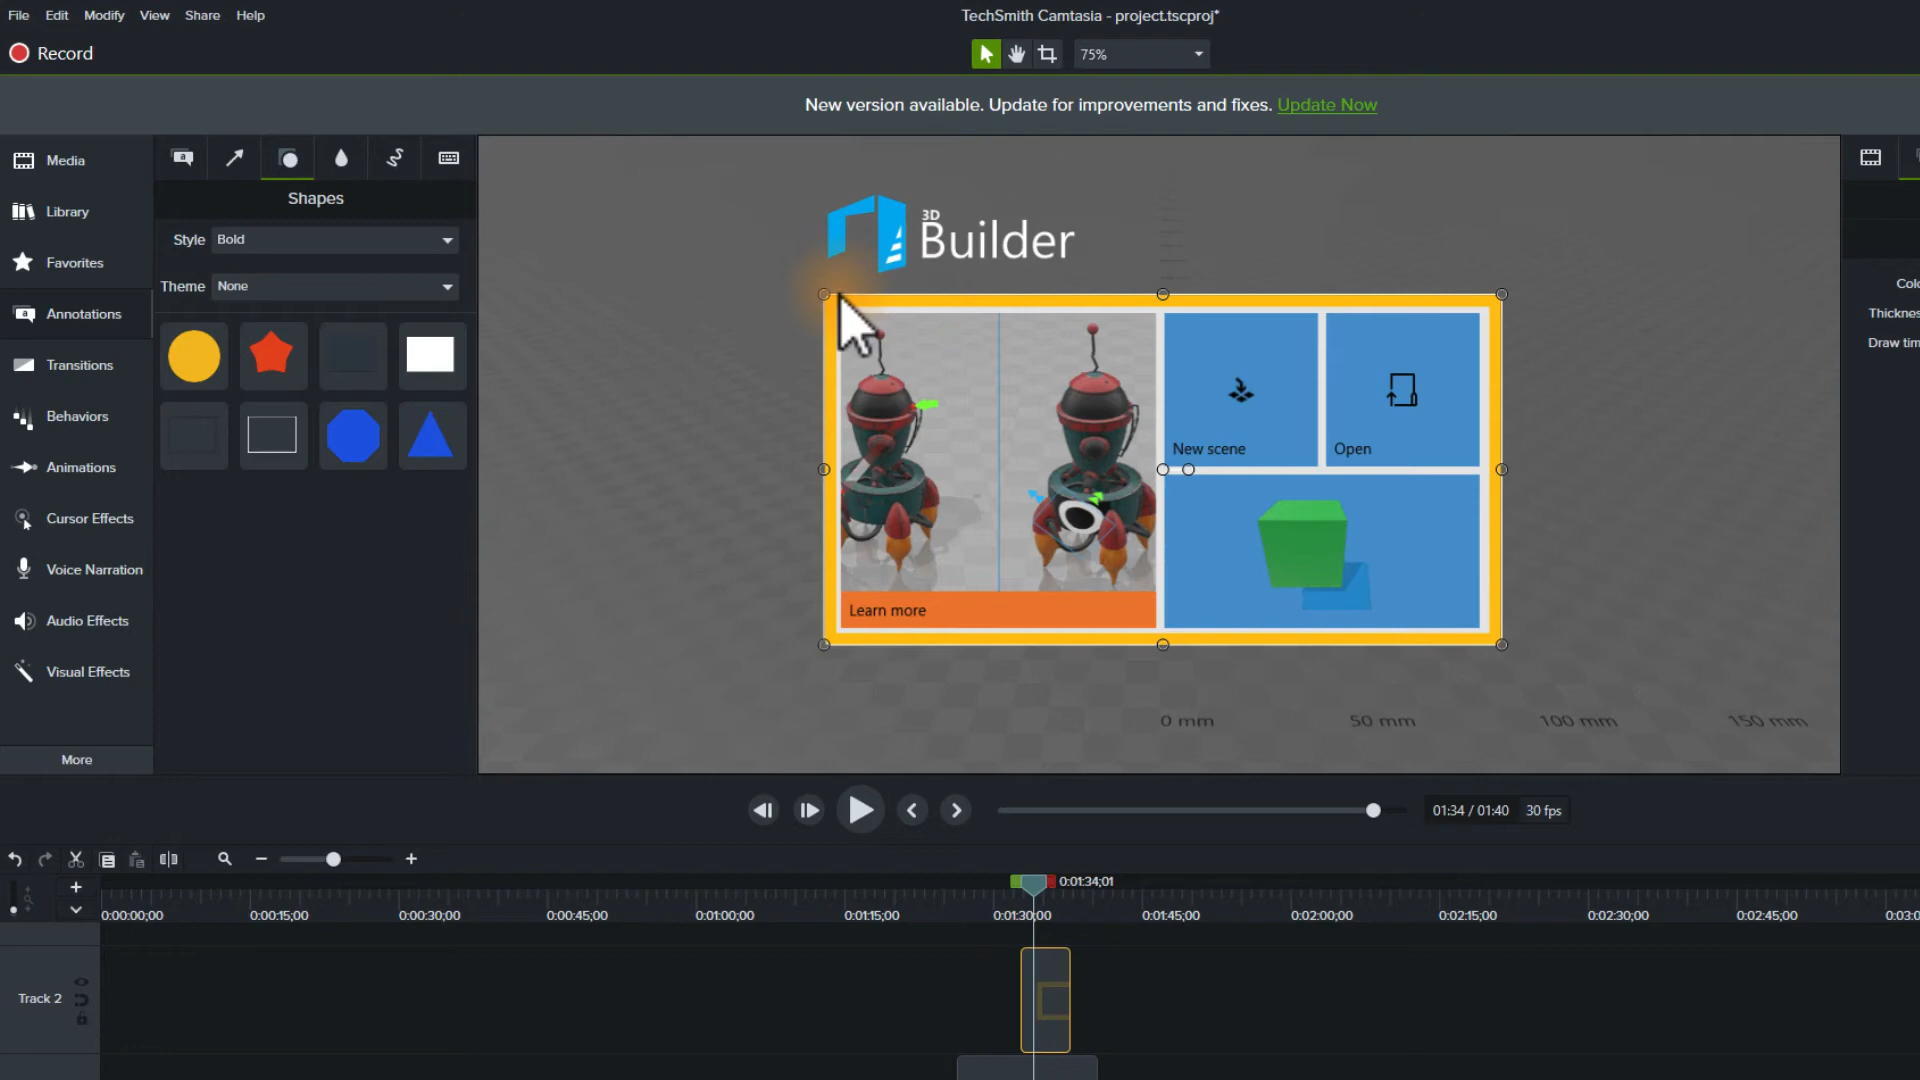 File Edit Modify View Share Help
TechSmith Camtasia - project.tscproj*
Record
75%
New version available. Update for improvements and fixes. Update Now
Media
Library
Favorites
a Annotations
Transitions
Behaviors
Animations
Cursor Effects
Voice Narration
Audio Effects
Visual Effects
More
a
Shapes
Style Bold
Theme None
3D
Builder
New scene
Open
Learn more
0 mm 50 mm 100 mm 150 mm
Colo
Thicknes
Draw tim
01:34 / 01:40 30 fps
0:01:34;01
0:00:00;00 0:00:15;00 0:00:30;00 0:00:45;00 0:01:00;00 0:01:15;00 0:01:30;00 0:01:45;00 0:02:00;00 0:02:15;00 0:02:30;00 0:02:45;00 0:03:0
Track 2